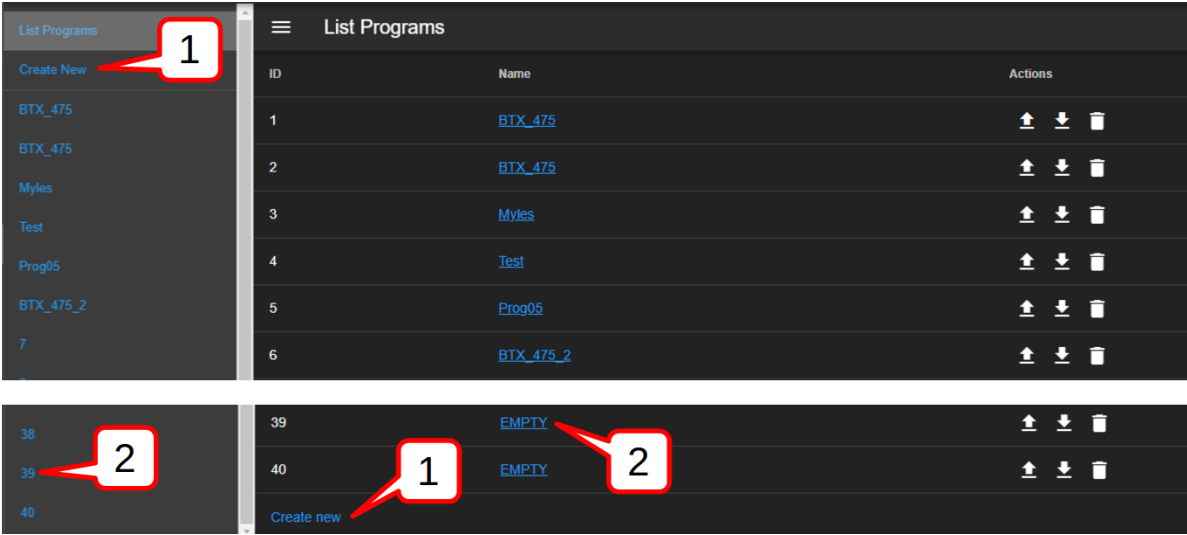 List Programs
Create New
BTX_475
BTX_475
Myles
Test
Prog05
BTX_475_2
7
1
List Programs
ID Name Actions
1 BTX_475
2 BTX_475
3 Myles
4 Test
5 Prog05
6 BTX_475_2
38
39
40
2
39 EMPTY
2
40 EMPTY
1
Create new